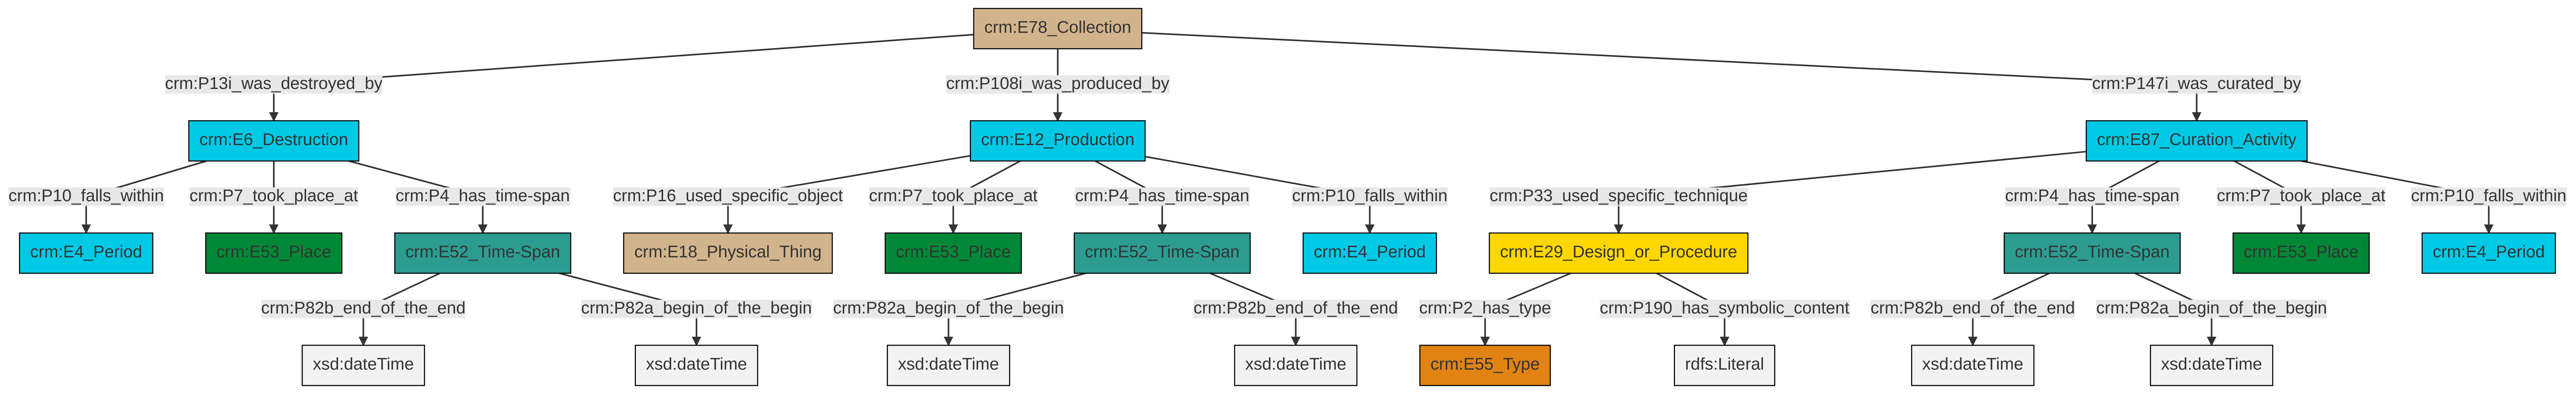 crm:E78_Collection
crm:P13i_was_destroyed_by
crm:P108i_was_produced_by
crm:P147i_was_curated_by
crm:E6_Destruction
crm:E12_Production
crm:E87_Curation_Activity
crm:P10_falls_within
crm:P7_took_place_at
crm:P4_has_time-span
crm:P16_used_specific_object
crm:P7_took_place_at
crm:P4_has_time-span
crm:P10_falls_within
crm:P33_used_specific_technique
crm:P4_has_time-span
crm:P7_took_place_at
crm:P10_falls_within
crm:E4_Period
crm:E53_Place
crm:E52_Time-Span
crm:E18_Physical_Thing
crm:E53_Place
crm:E52_Time-Span
crm:E4_Period
crm:E29_Design_or_Procedure
crm:E52_Time-Span
crm:E53_Place
crm:E4_Period
crm:P82b_end_of_the_end
crm:P82a_begin_of_the_begin
crm:P82a_begin_of_the_begin
crm:P82b_end_of_the_end
crm:P2_has_type
crm:P190_has_symbolic_content
crm:P82b_end_of_the_end
crm:P82a_begin_of_the_begin
xsd:dateTime
xsd:dateTime
xsd:dateTime
xsd:dateTime
crm:E55_Type
rdfs:Literal
xsd:dateTime
xsd:dateTime